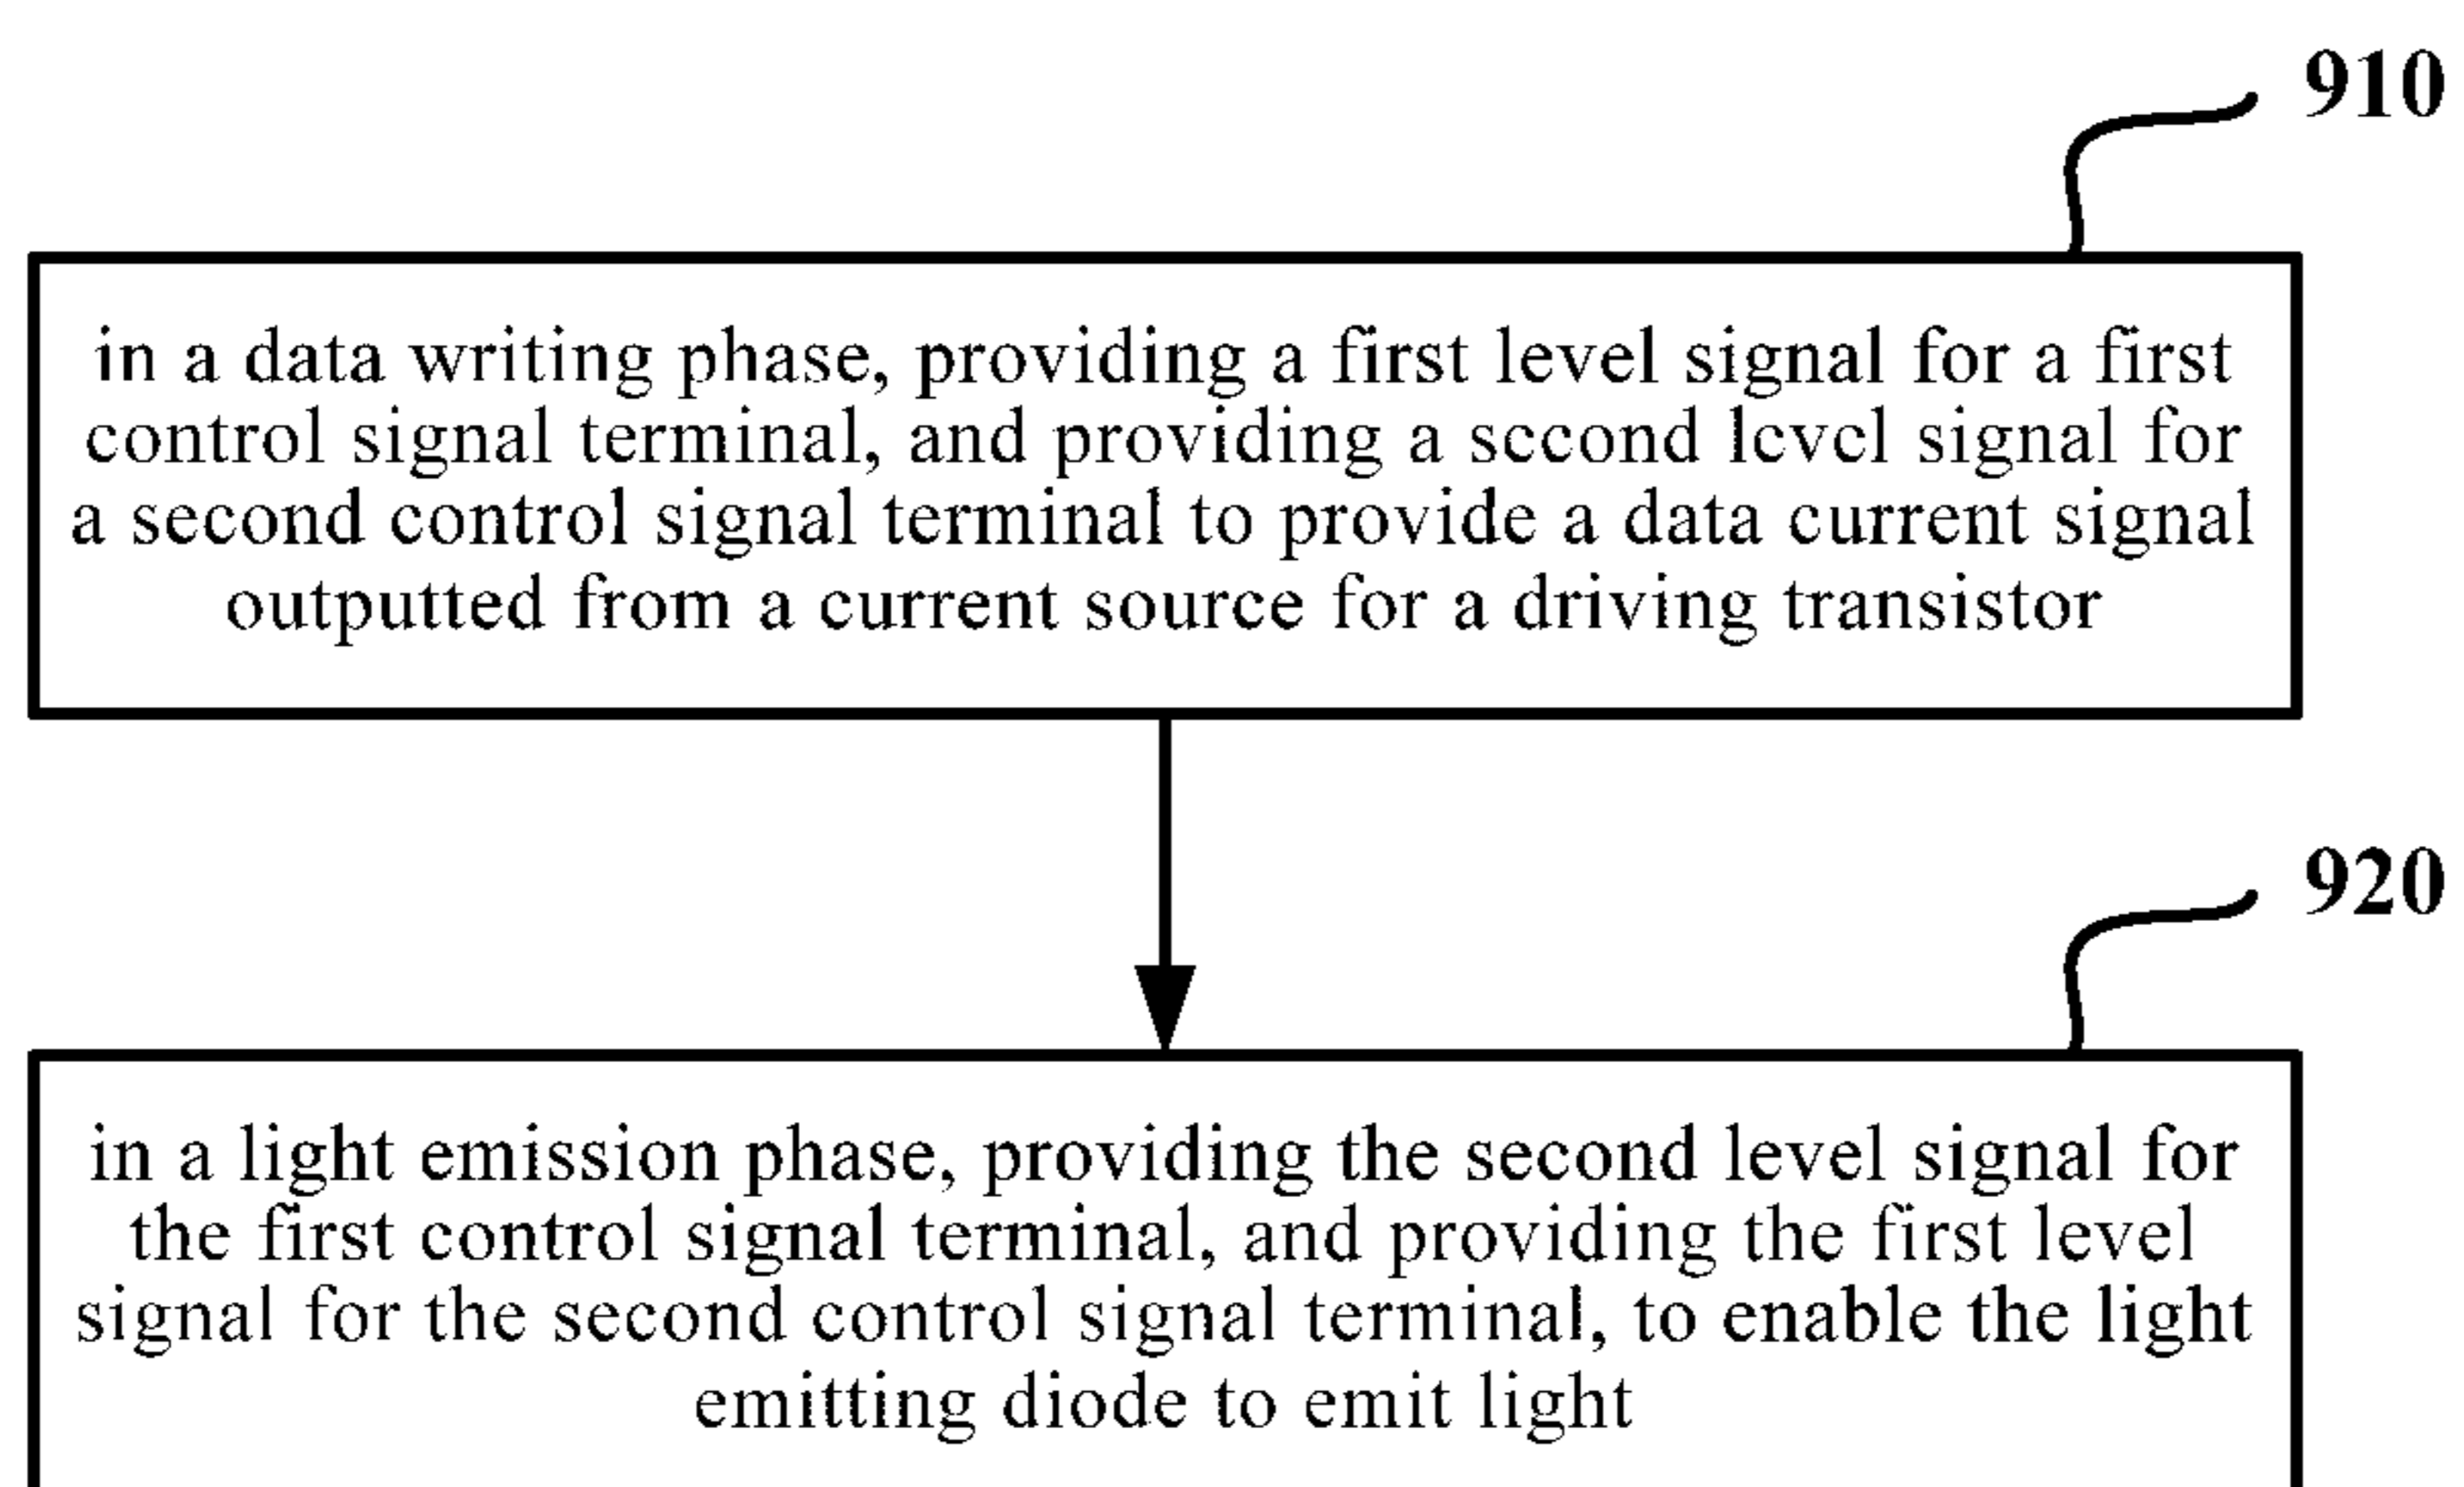 910
in a data writing phase, providing a first level signal for a first
control signal terminal, and providing a second level signal for
a second control signal terminal to provide a data current signal
outputted from a current source for a driving transistor
920
in a light emission phase, providing the second level signal for
the first control signal terminal, and providing the first level
signal for the second control signal terminal, to enable the light
emitting diode to emit light